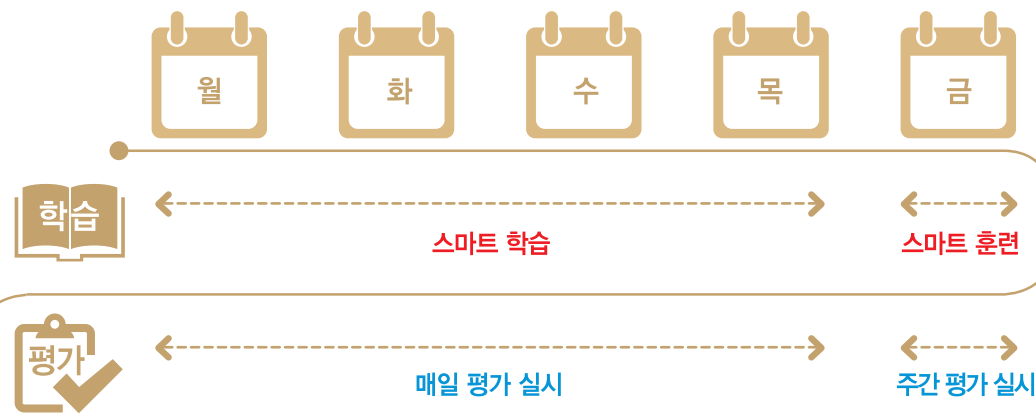 월 화 수 목 금
학습
스마트 학습 스마트 훈련
평가
매일 평가 실시 주간 평가 실시